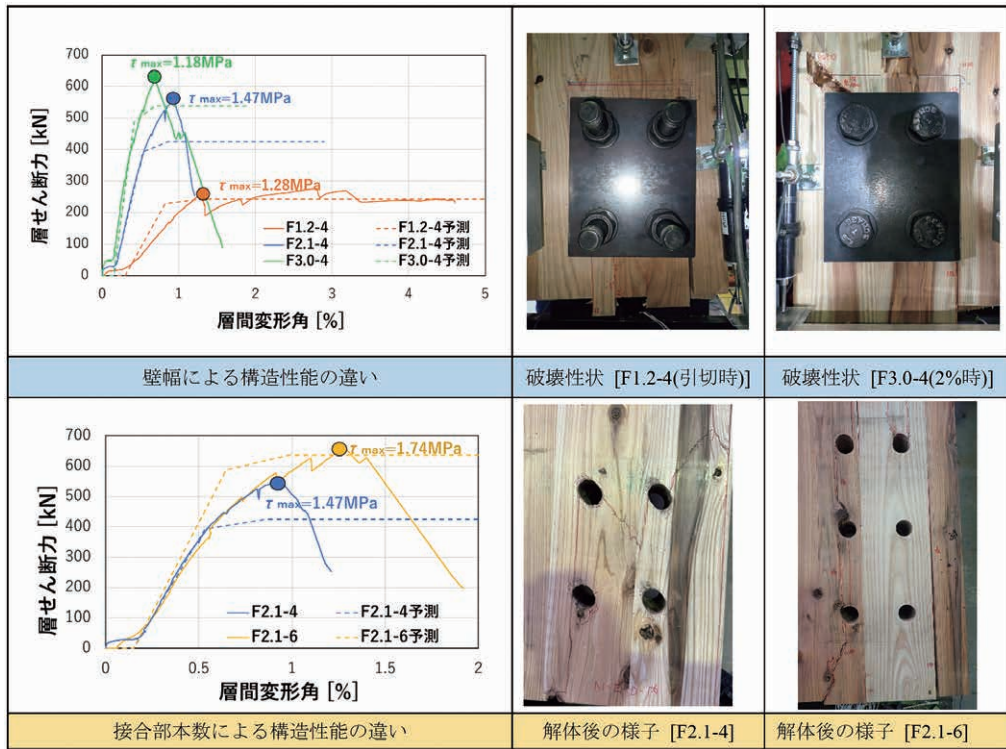 層せん断力 [kN]
700
600
500
400
300
200
100
0
τ max=1.18MPa
τ max=1.47MPa
τ max=1.28MPa
F1.2-4
F1.2-4予測
F2.1-4
F2.1-4予測
F3.0-4
F3.0-4予測
0 1 2 3 4 5
層間変形角 [%]
壁幅による構造性能の違い
破壊性状 [F1.2-4(引切時)]
破壊性状 [F3.0-4(2%時)]
層せん断力 [kN]
700
600
500
400
300
200
100
0
τ max=1.74MPa
τ max=1.47MPa
F2.1-4
F2.1-4予測
F2.1-6
F2.1-6予測
0 0.5 1 1.5 2
層間変形角 [%]
接合部本数による構造性能の違い
解体後の様子 [F2.1-4]
解体後の様子 [F2.1-6]